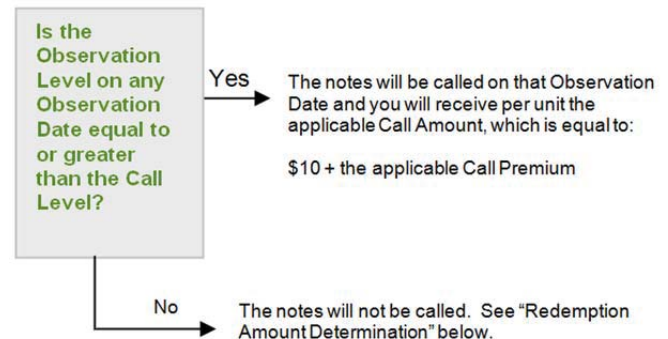 Is the
Observation
Level on any
Observation
Date equal to
or greater
than the Call
Level?
Yes
The notes will be called on that Observation
Date and you will receive per unit the
applicable Call Amount, which is equal to:
$10 + the applicable Call Premium
No
The notes will not be called. See “Redemption
Amount Determination” below.